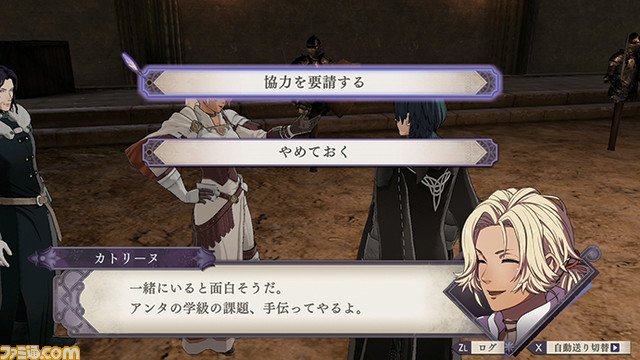 協力を要請する
やめておく
カトリーヌ
一緒にいると面白そうだ。
アンタの学級の課題、手伝ってやるよ。
ZL ログ X 自動送り切替
ファミ通.com